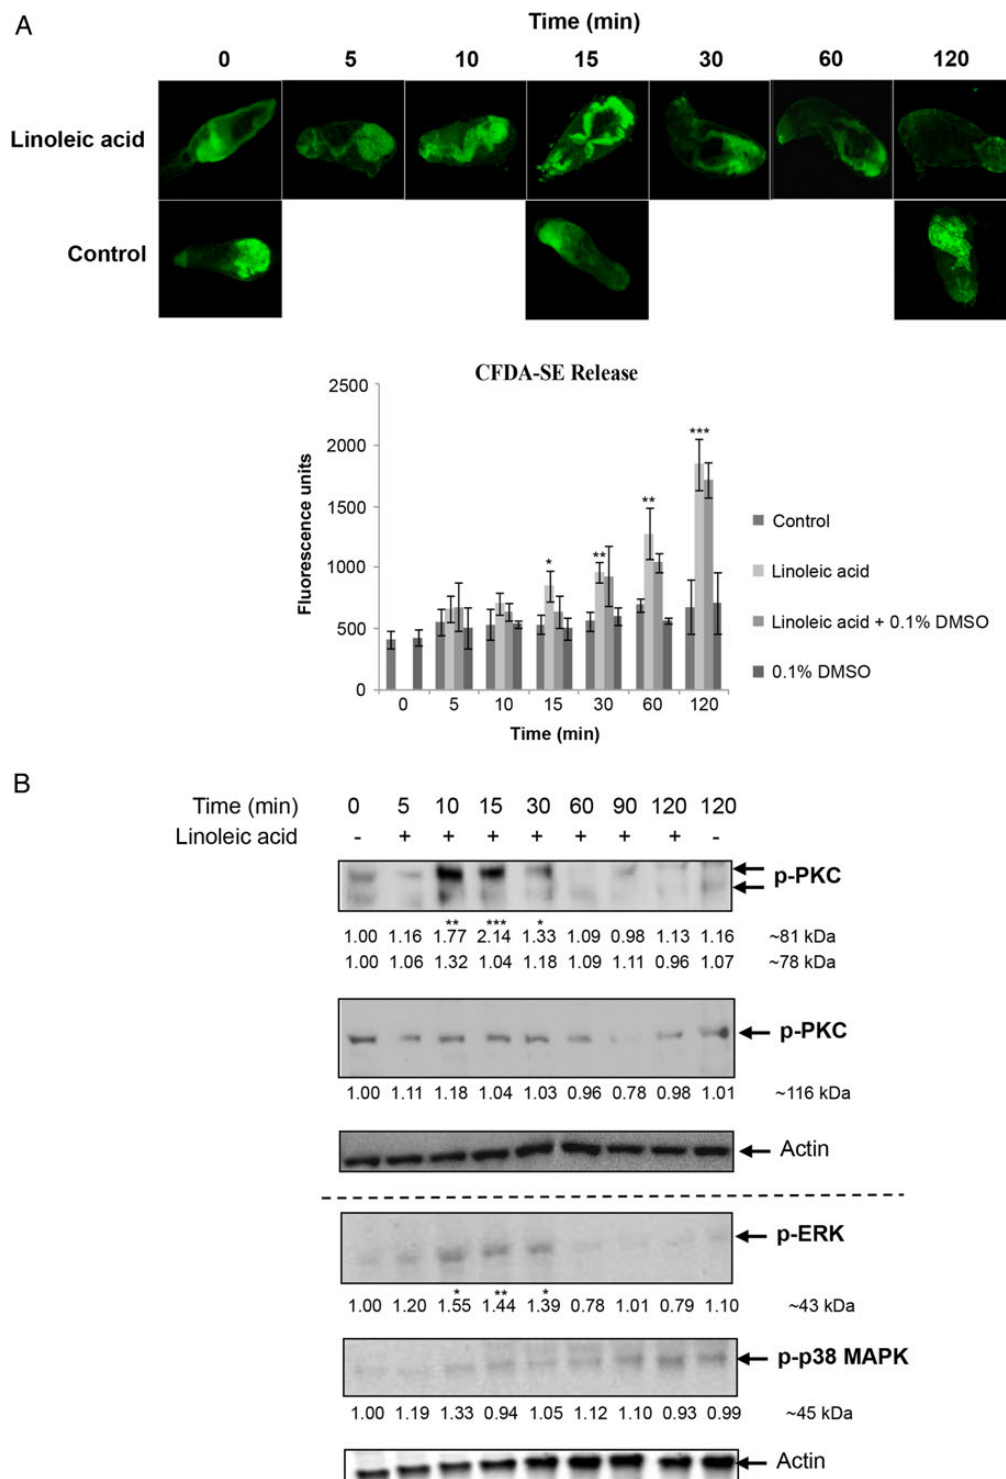 A
Time (min)
0 5 10 15 30 60 120
Linoleic acid
Control
CFDA-SE Release
Fluorescence units
2500
2000
1500
1000
500
0
* ** ** ***
0 5 10 15 30 60 120
Time (min)
Control
Linoleic acid
Linoleic acid + 0.1% DMSO
0.1% DMSO
B
Time (min) 0 5 10 15 30 60 90 120 120
Linoleic acid - + + + + + + + -
p-PKC
** *** *
1.00 1.16 1.77 2.14 1.33 1.09 0.98 1.13 1.16 ~81 kDa
1.00 1.06 1.32 1.04 1.18 1.09 1.11 0.96 1.07 ~78 kDa
p-PKC
1.00 1.11 1.18 1.04 1.03 0.96 0.78 0.98 1.01 ~116 kDa
Actin
p-ERK
* ** *
1.00 1.20 1.55 1.44 1.39 0.78 1.01 0.79 1.10 ~43 kDa
p-p38 MAPK
1.00 1.19 1.33 0.94 1.05 1.12 1.10 0.93 0.99 ~45 kDa
Actin